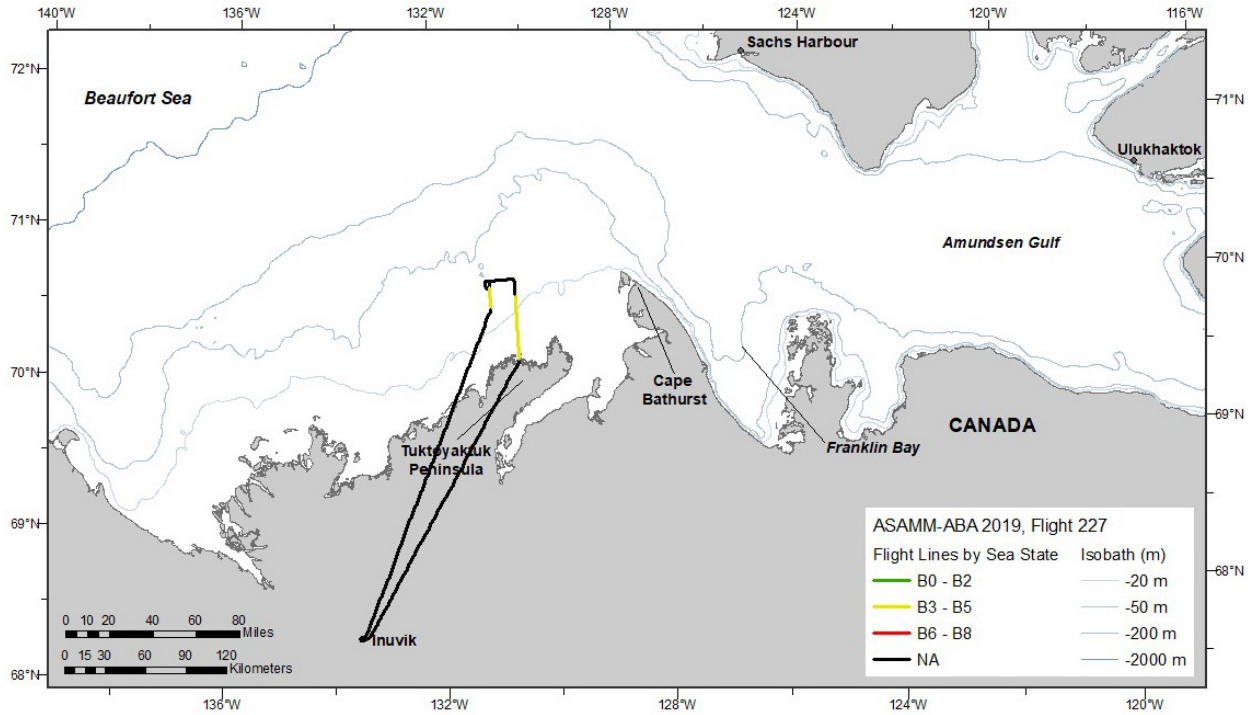 140°W 136°W 132°W 128°W 124°W 120°W 116°W
Sachs Harbour
72°N
Beaufort Sea
71°N
Ulukhaktok
71°N
Amundsen Gulf
70°N
70°N
Cape
Bathurst
69°N
CANADA
Tuktoyaktuk
Peninsula
Franklin Bay
69°N
ASAMM-ABA 2019, Flight 227
Flight Lines by Sea State Isobath (m)
B0 - B2 -20 m
B3 - B5 -50 m
B6 - B8 -200 m
NA -2000 m
68°N
0 10 20 40 60 80
Miles
Inuvik
0 15 30 60 90 120
Kilometers
68°N
136°W 132°W 128°W 124°W 120°W